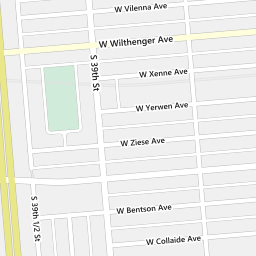 W Vilenna Ave
W Wilthenger Ave
S 39th St
W Xenne Ave
W Yerwen Ave
W Ziese Ave
S 39th 1/2 St
W Bentson Ave
W Collaide Ave